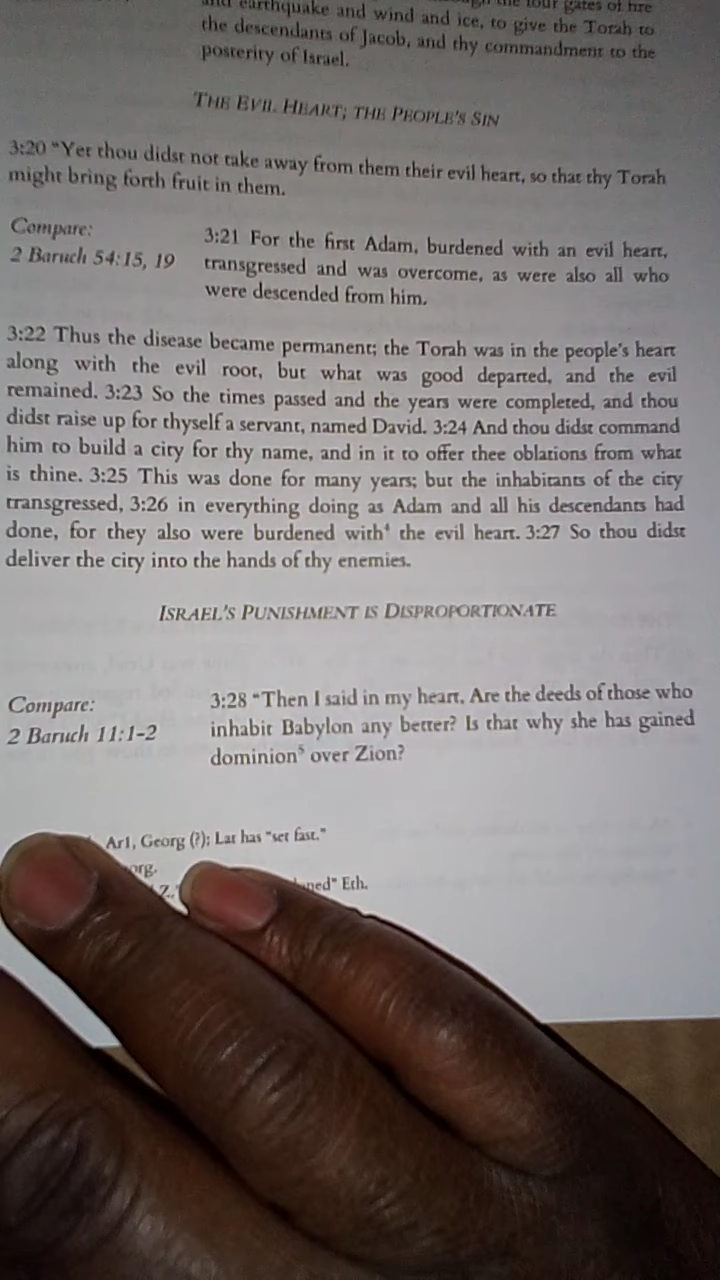 the four gates of fire
and earthquake and wind and ice, to give the Torah to
the descendants of Jacob, and thy commandment to the
posterity of Israel.
THE EVIL HEART; THE PEOPLE'S SIN
3:20 "Yet thou didst not take away from them their evil heart, so that thy Torah
might bring forth fruit in them.
Compare:
2 Baruch 54:15, 19
3:21 For the first Adam, burdened with an evil heart,
transgressed and was overcome, as were also all who
were descended from him.
3:22 Thus the disease became permanent; the Torah was in the people's heart
along with the evil root, but what was good departed, and the evil
remained. 3:23 So the times passed and the years were completed, and thou
didst raise up for thyself a servant, named David. 3:24 And thou didst command
him to build a city for thy name, and in it to offer thee oblations from what
is thine. 3:25 This was done for many years; but the inhabitants of the city
transgressed, 3:26 in everything doing as Adam and all his descendants had
done, for they also were burdened with⁴ the evil heart. 3:27 So thou didst
deliver the city into the hands of thy enemies.
ISRAEL'S PUNISHMENT IS DISPROPORTIONATE
Compare:
2 Baruch 11:1-2
3:28 "Then I said in my heart, Are the deeds of those who
inhabit Babylon any better? Is that why she has gained
dominion⁵ over Zion?
Ar1, Georg (?); Lat has "set fast."
Eth.